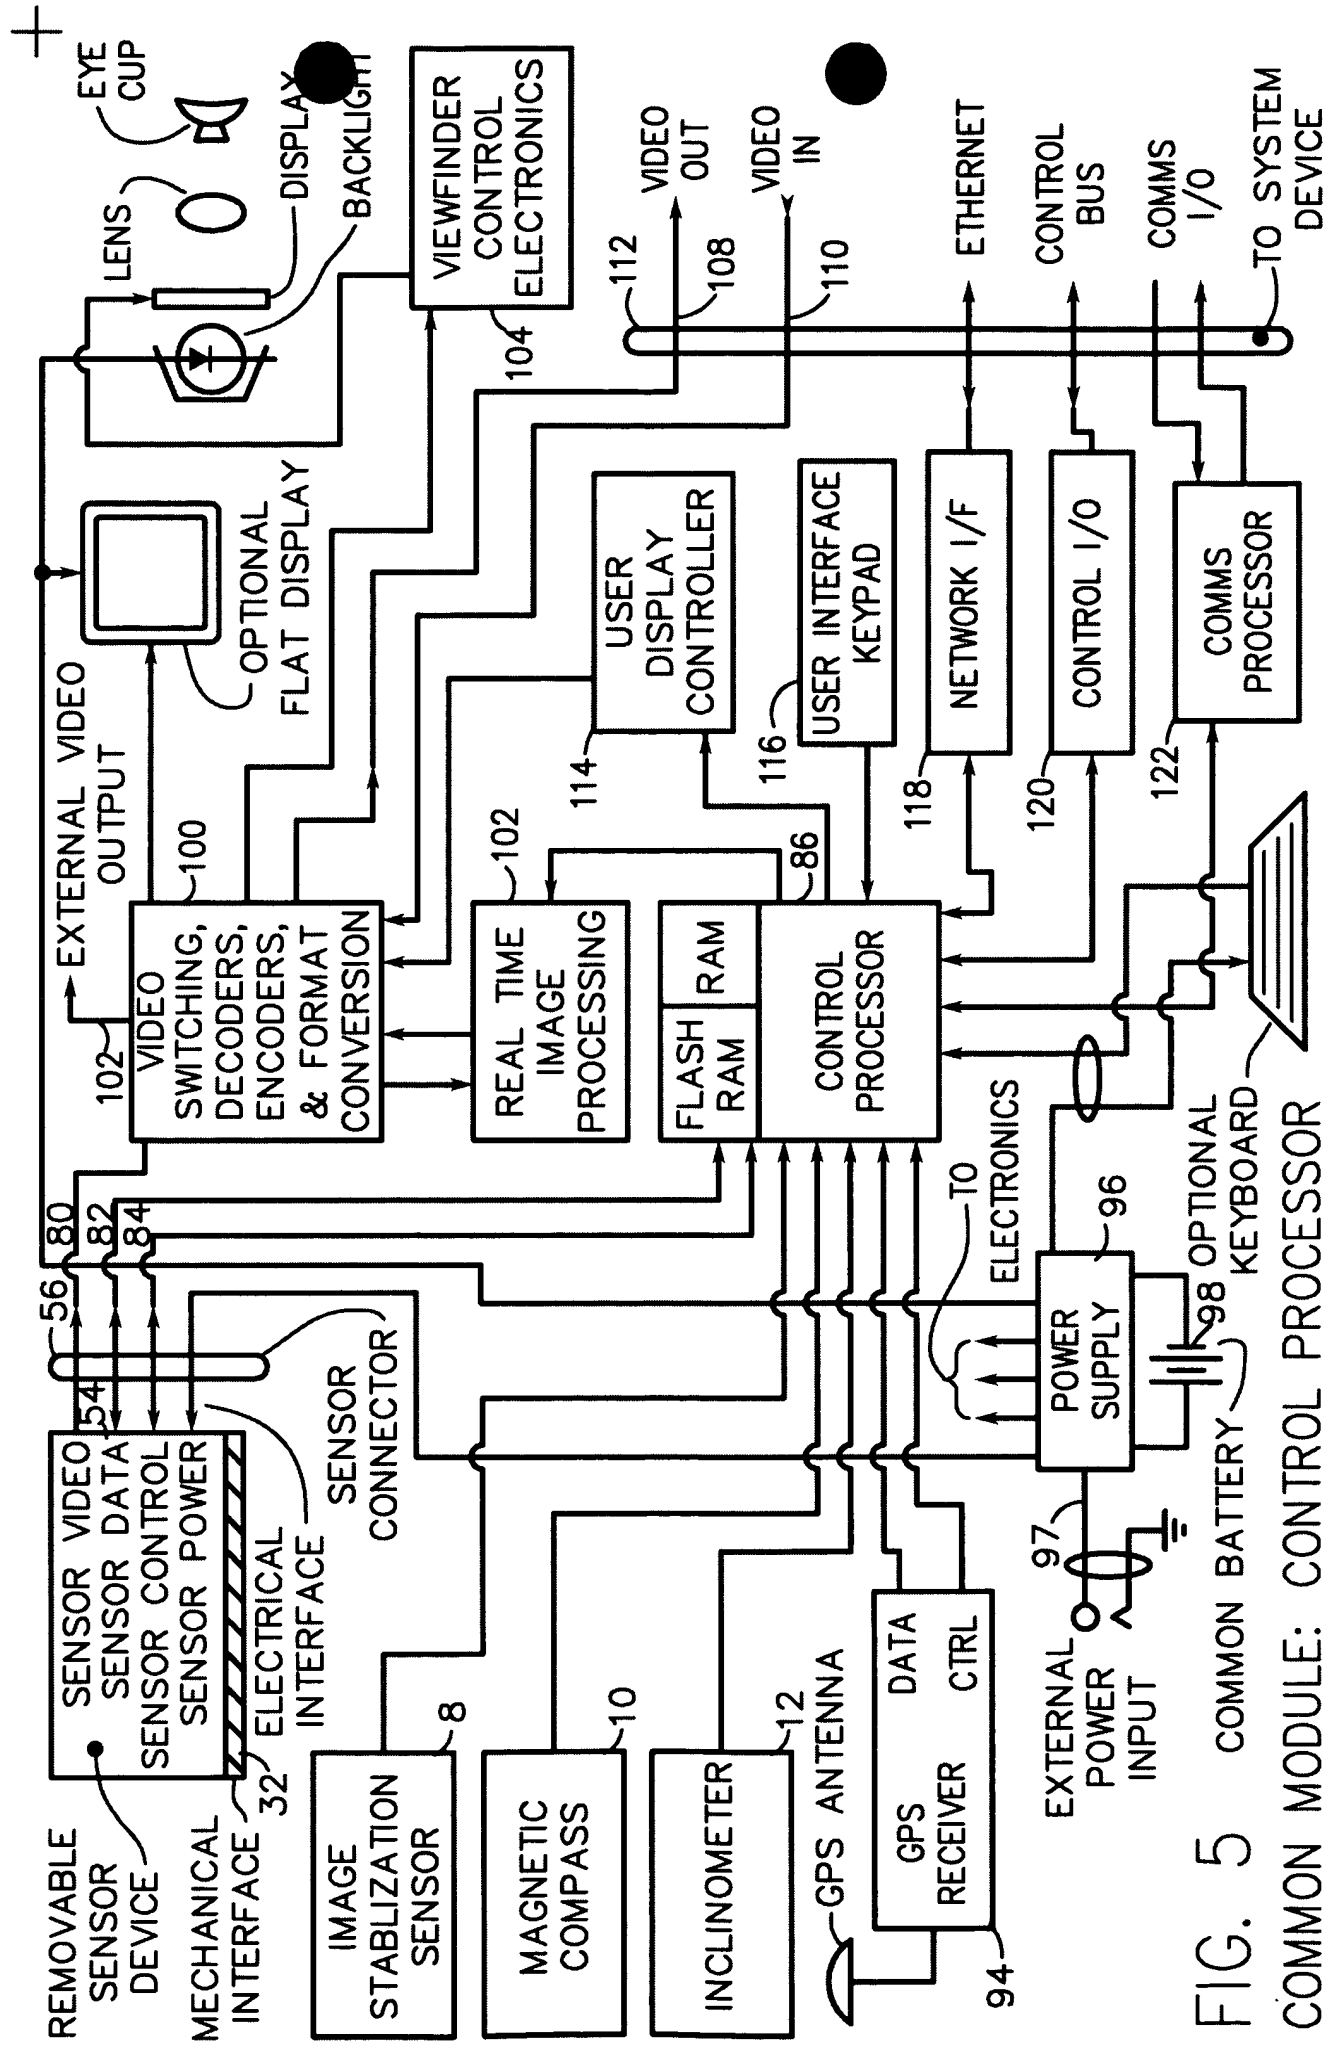 REMOVABLE
SENSOR
DEVICE
MECHANICAL
INTERFACE
32
SENSOR VIDEO
SENSOR DATA
SENSOR CONTROL
SENSOR POWER
54
56
80
82
84
ELECTRICAL
INTERFACE
SENSOR
CONNECTOR
102
EXTERNAL VIDEO
OUTPUT
VIDEO
SWITCHING,
DECODERS,
ENCODERS,
& FORMAT
CONVERSION
100
OPTIONAL
FLAT DISPLAY
LENS
EYE
CUP
DISPLAY
BACKLIGHT
VIEWFINDER
CONTROL
ELECTRONICS
104
IMAGE
STABLIZATION
SENSOR
8
REAL TIME
IMAGE
PROCESSING
102
USER
DISPLAY
CONTROLLER
114
112
108
VIDEO
OUT
110
VIDEO
IN
MAGNETIC
COMPASS
10
INCLINOMETER
12
FLASH
RAM
RAM
CONTROL
PROCESSOR
86
USER INTERFACE
KEYPAD
116
GPS ANTENNA
GPS
RECEIVER
DATA
CTRL
94
NETWORK I/F
118
ETHERNET
CONTROL I/O
120
CONTROL
BUS
COMMS
PROCESSOR
122
COMMS
I/O
TO SYSTEM
DEVICE
TO
ELECTRONICS
EXTERNAL
POWER
INPUT
97
POWER
SUPPLY
96
98
COMMON BATTERY
OPTIONAL
KEYBOARD
FIG. 5
COMMON MODULE: CONTROL PROCESSOR